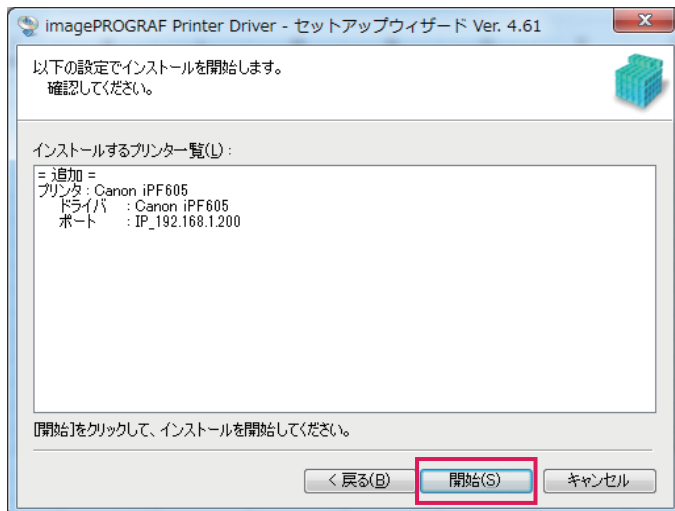 imagePROGRAF Printer Driver - セットアップウィザード Ver. 4.61
以下の設定でインストールを開始します。
確認してください。
インストールするプリンター覧(L) :
= 追加 =
プリンタ : Canon iPF605
ドライバ : Canon iPF605
ポート : IP_192.168.1.200
[開始]をクリックして、インストールを開始してください。
< 戻る(B) 開始(S) キャンセル